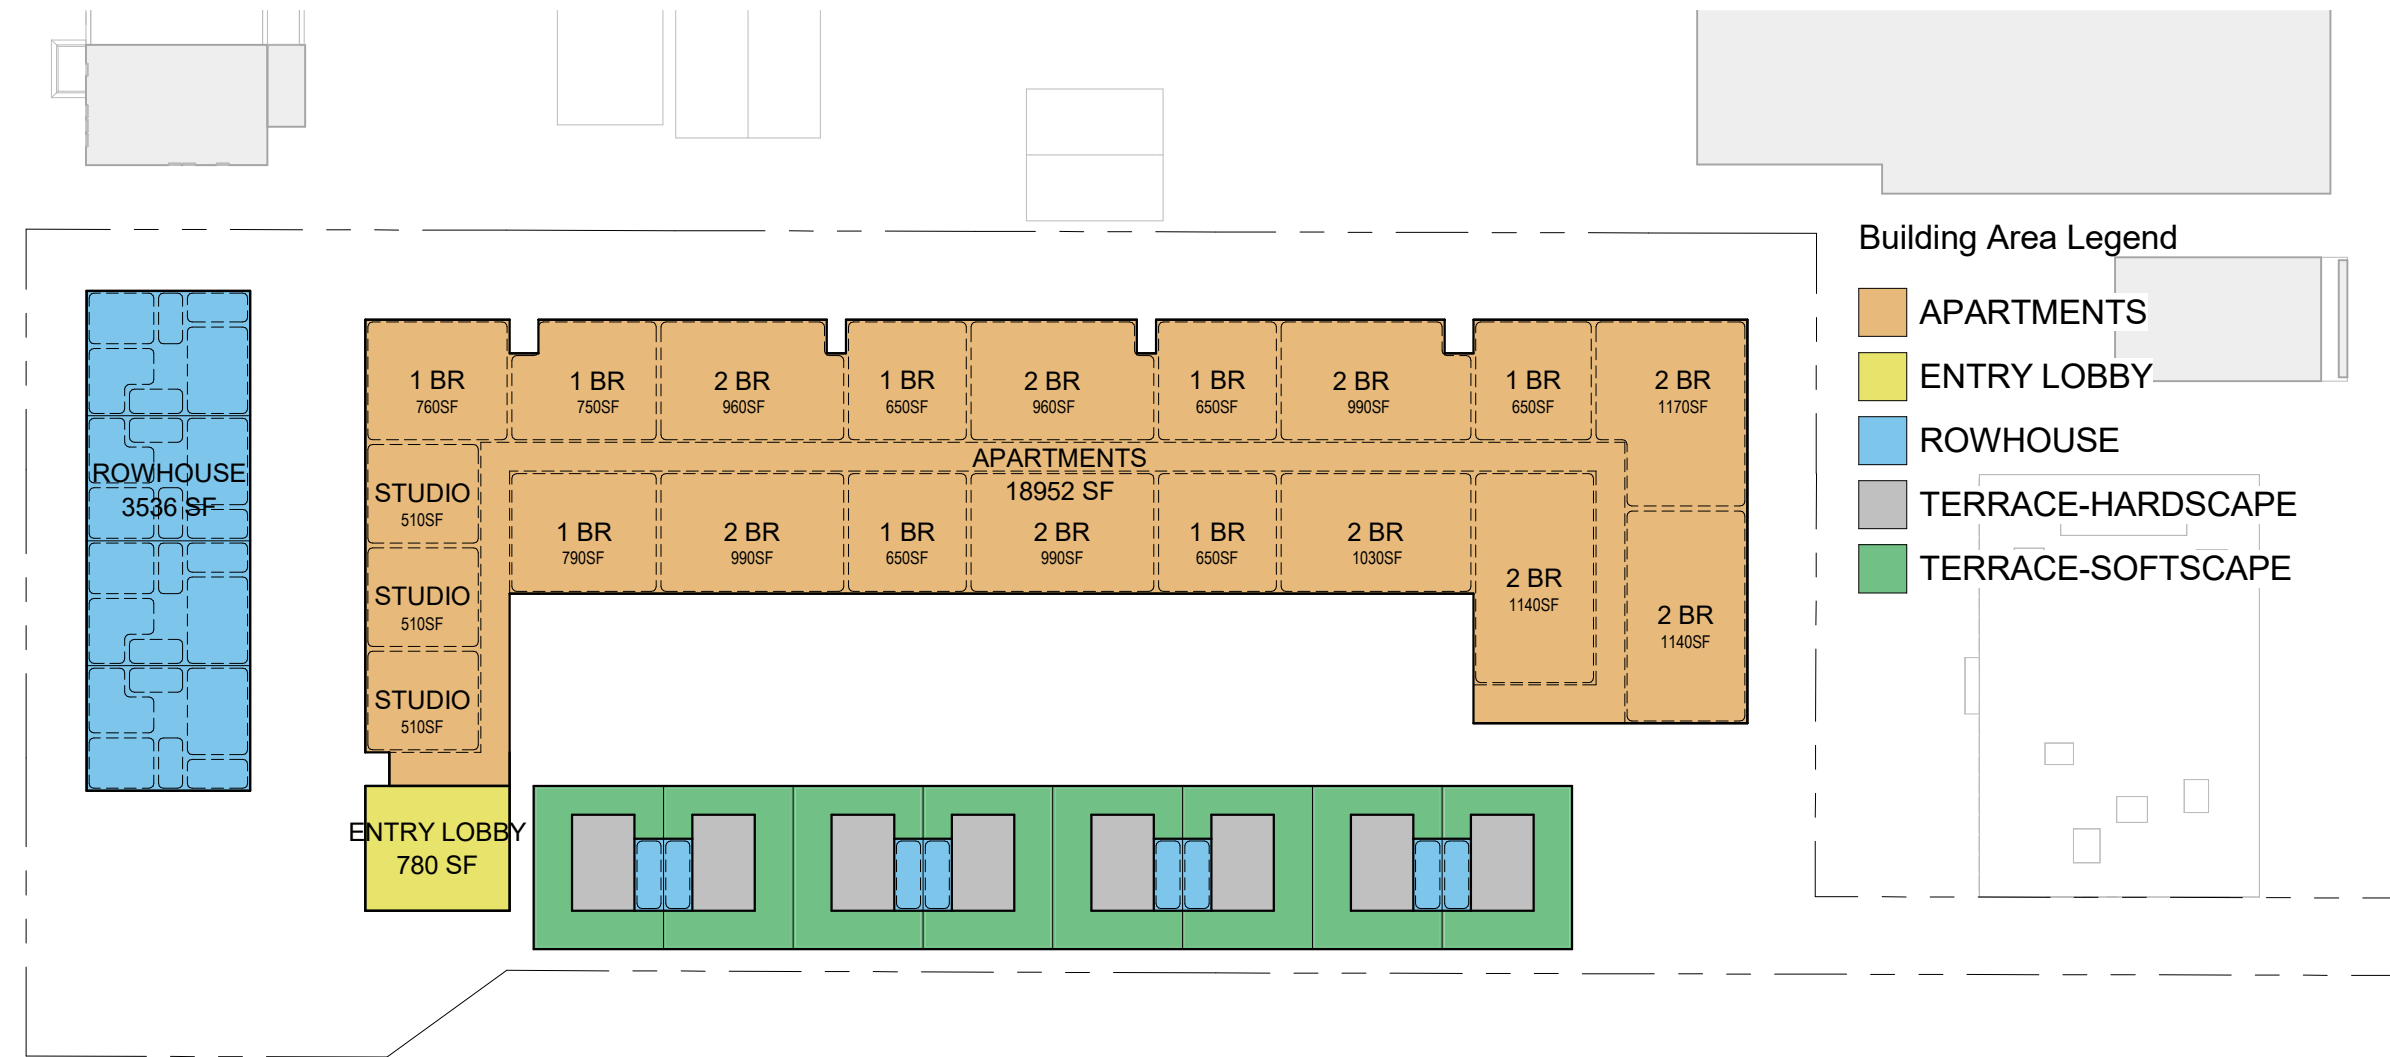 Building Area Legend
APARTMENTS
ENTRY LOBBY
ROWHOUSE
TERRACE-HARDSCAPE
TERRACE-SOFTSCAPE
ROWHOUSE
3536 SF
1 BR
760SF
1 BR
750SF
2 BR
960SF
1 BR
650SF
2 BR
960SF
1 BR
650SF
2 BR
990SF
1 BR
650SF
2 BR
1170SF
APARTMENTS
18952 SF
STUDIO
510SF
STUDIO
510SF
STUDIO
510SF
1 BR
790SF
2 BR
990SF
1 BR
650SF
2 BR
990SF
1 BR
650SF
2 BR
1030SF
2 BR
1140SF
2 BR
1140SF
ENTRY LOBBY
780 SF